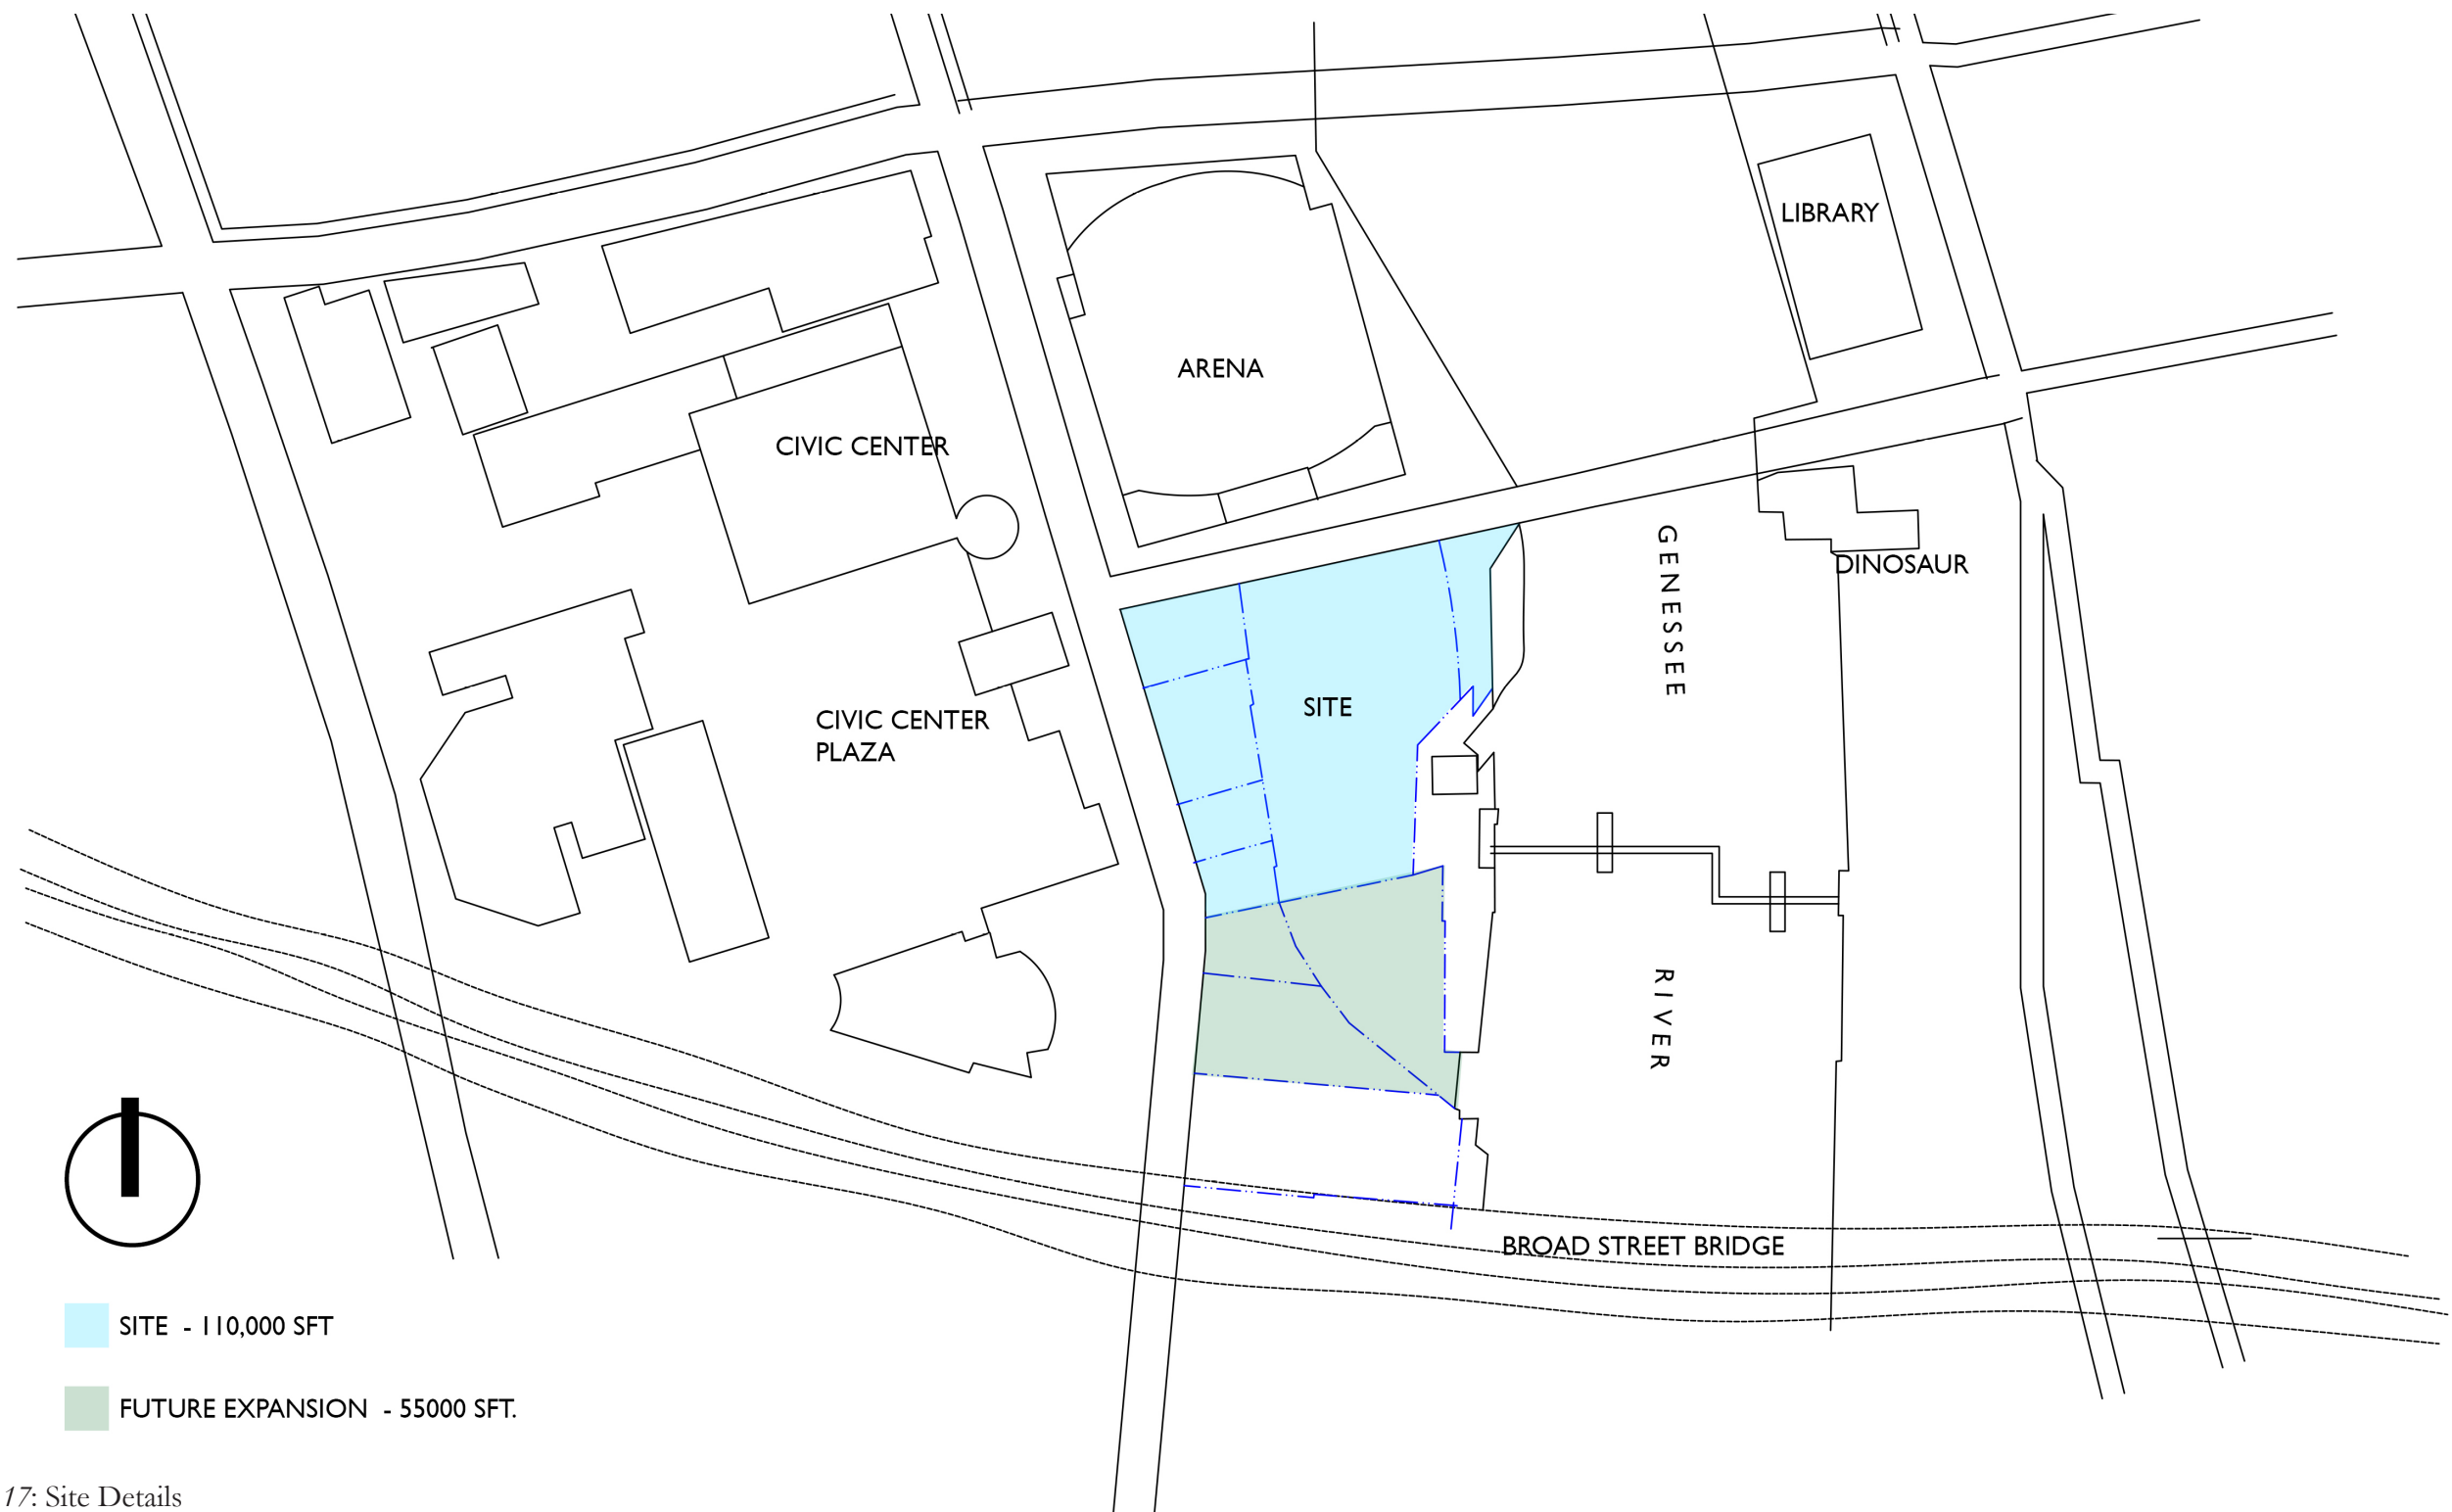 LIBRARY
ARENA
CIVIC CENTER
GENESSEE
DINOSAUR
SITE
CIVIC CENTER
PLAZA
RIVER
BROAD STREET BRIDGE
SITE - 110,000 SFT
FUTURE EXPANSION - 55000 SFT.
17: Site Details